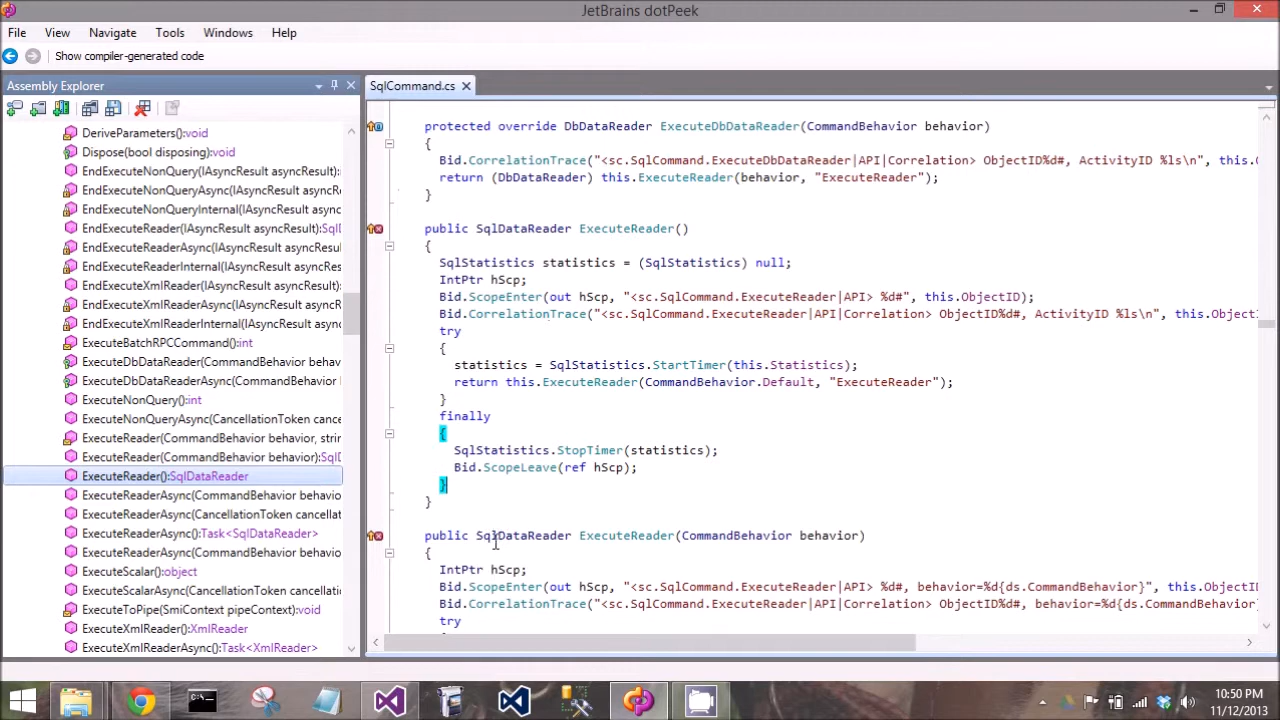 JetBrains dotPeek
File View Navigate Tools Windows Help
Show compiler-generated code
Assembly Explorer
DeriveParameters():void
Dispose(bool disposing):void
EndExecuteNonQuery(IAsyncResult asyncResult):
EndExecuteNonQueryAsync(IAsyncResult asyncRes
EndExecuteNonQueryInternal(IAsyncResult asyncR
EndExecuteReader(IAsyncResult asyncResult):SqlD
EndExecuteReaderAsync(IAsyncResult asyncResult
EndExecuteReaderInternal(IAsyncResult asyncResu
EndExecuteXmlReader(IAsyncResult asyncResult):
EndExecuteXmlReaderAsync(IAsyncResult asyncRe
EndExecuteXmlReaderInternal(IAsyncResult async
ExecuteBatchRPCCommand():int
ExecuteDbDataReader(CommandBehavior behav
ExecuteDbDataReaderAsync(CommandBehavior b
ExecuteNonQuery():int
ExecuteNonQueryAsync(CancellationToken cance
ExecuteReader(CommandBehavior behavior, strin
ExecuteReader(CommandBehavior behavior):SqlD
ExecuteReader():SqlDataReader
ExecuteReaderAsync(CommandBehavior behavio
ExecuteReaderAsync(CancellationToken cancellati
ExecuteReaderAsync():Task<SqlDataReader>
ExecuteReaderAsync(CommandBehavior behavio
ExecuteScalar():object
ExecuteScalarAsync(CancellationToken cancellatio
ExecuteToPipe(SmiContext pipeContext):void
ExecuteXmlReader():XmlReader
ExecuteXmlReaderAsync():Task<XmlReader>
SqlCommand.cs
protected override DbDataReader ExecuteDbDataReader(CommandBehavior behavior)
{
Bid.CorrelationTrace("<sc.SqlCommand.ExecuteDbDataReader|API|Correlation> ObjectID%d#, ActivityID %ls\n", this.O
return (DbDataReader) this.ExecuteReader(behavior, "ExecuteReader");
}
public SqlDataReader ExecuteReader()
{
SqlStatistics statistics = (SqlStatistics) null;
IntPtr hScp;
Bid.ScopeEnter(out hScp, "<sc.SqlCommand.ExecuteReader|API> %d#", this.ObjectID);
Bid.CorrelationTrace("<sc.SqlCommand.ExecuteReader|API|Correlation> ObjectID%d#, ActivityID %ls\n", this.ObjectI
try
{
statistics = SqlStatistics.StartTimer(this.Statistics);
return this.ExecuteReader(CommandBehavior.Default, "ExecuteReader");
}
finally
{
SqlStatistics.StopTimer(statistics);
Bid.ScopeLeave(ref hScp);
}
}
public SqlDataReader ExecuteReader(CommandBehavior behavior)
{
IntPtr hScp;
Bid.ScopeEnter(out hScp, "<sc.SqlCommand.ExecuteReader|API> %d#, behavior=%d{ds.CommandBehavior}", this.ObjectID
Bid.CorrelationTrace("<sc.SqlCommand.ExecuteReader|API|Correlation> ObjectID%d#, behavior=%d{ds.CommandBehavior}
try
10:50 PM
11/12/2013